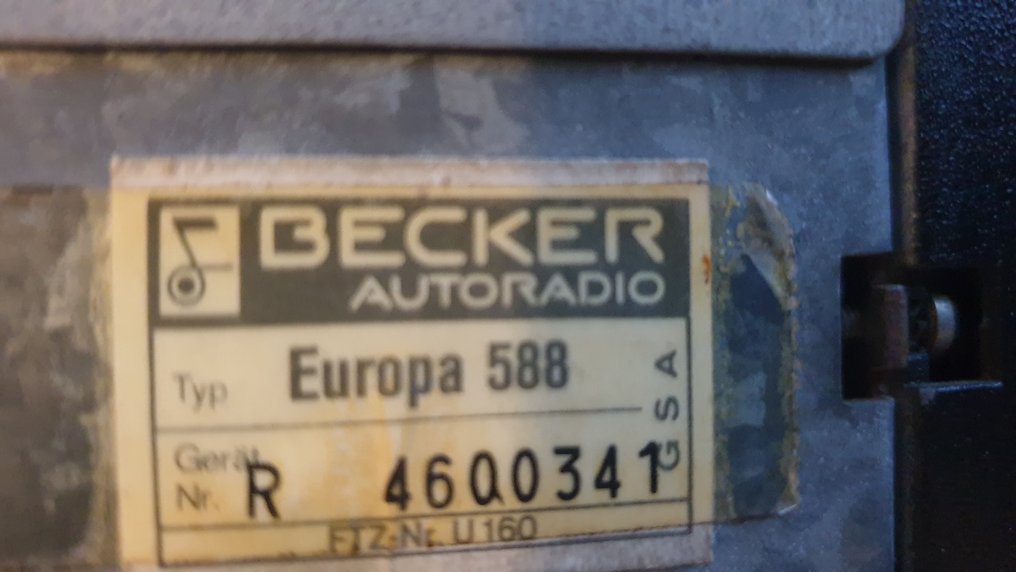 BECKER
AUTORADIO
Typ Europa 588
Gerät
Nr. R 4600341
GSA
FTZ-Nr. U 160